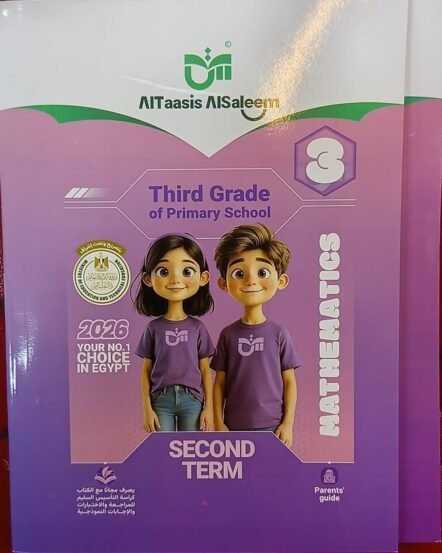 AlTaasis AlSaleem
3
Third Grade
of Primary School
MATHEMATICS
2026
YOUR NO.1
CHOICE
IN EGYPT
SECOND
TERM
يصرف مجانًا مع الكتاب
كراسة التأسيس السليم
للمراجعة والاختبارات
والإجابات النموذجية
Parents'
guide